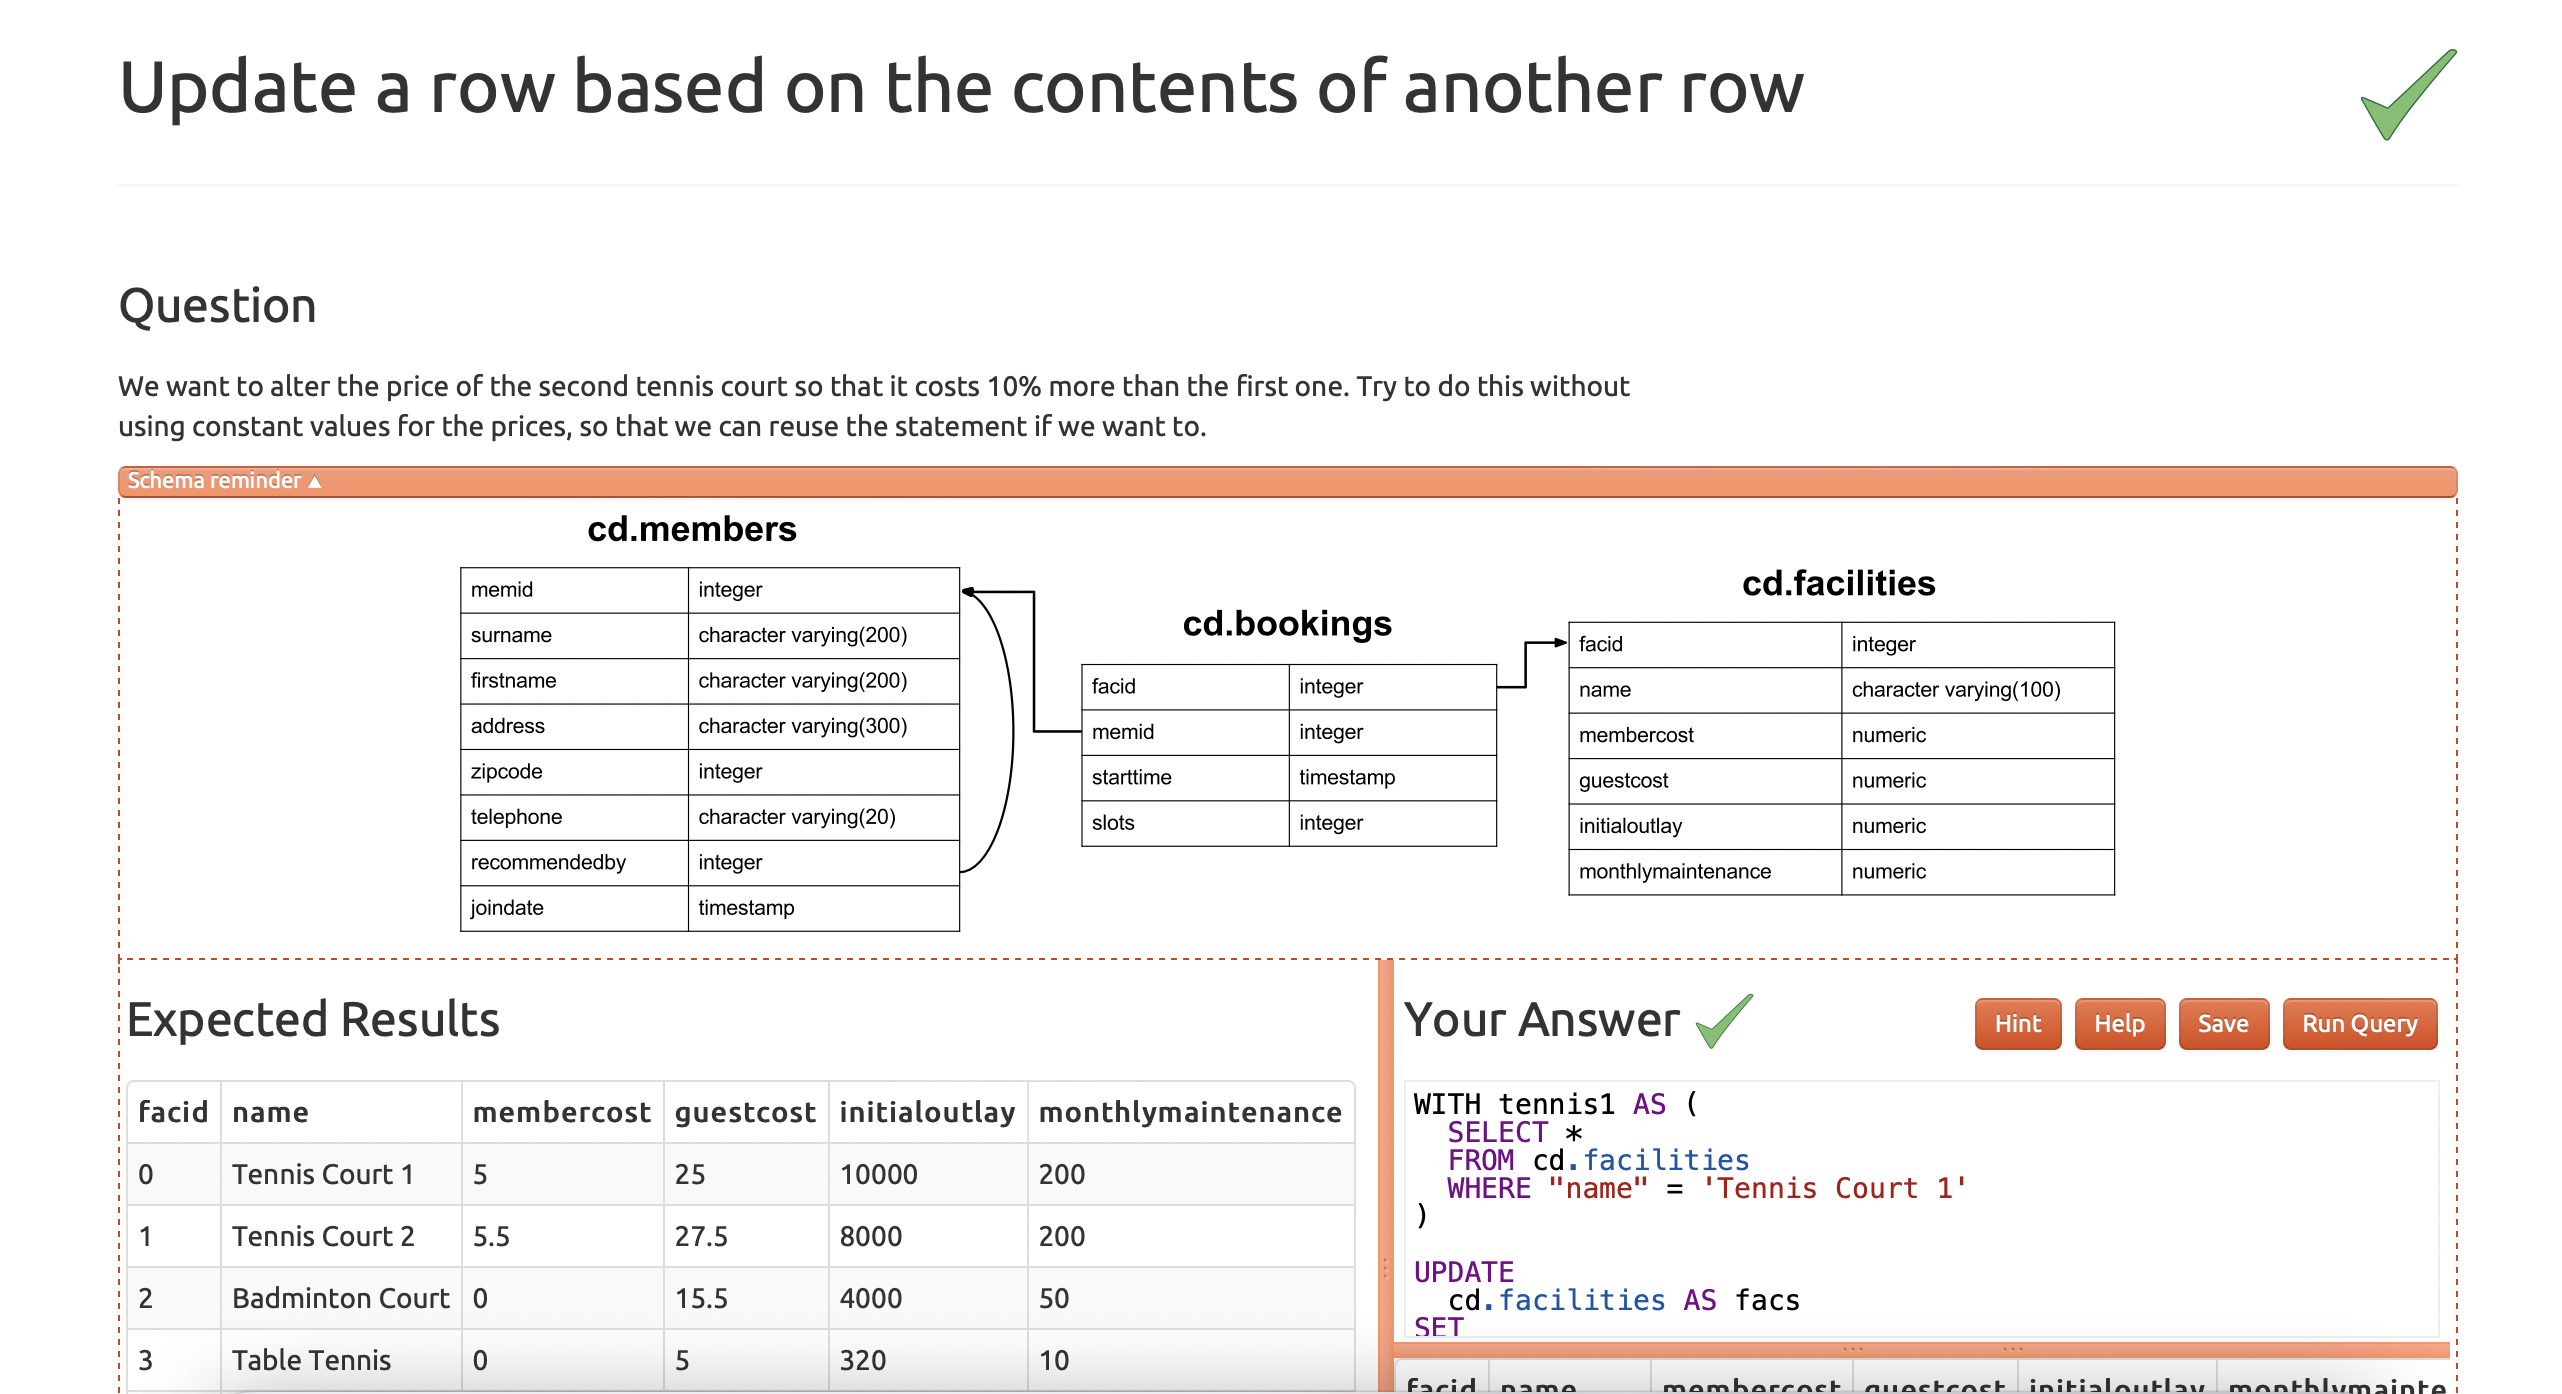 Update a row based on the contents of another row
Question
We want to alter the price of the second tennis court so that it costs 10% more than the first one. Try to do this without
using constant values for the prices, so that we can reuse the statement if we want to.
Schema reminder ▲
cd.members
memid integer
surname character varying(200)
firstname character varying(200)
address character varying(300)
zipcode integer
telephone character varying(20)
recommendedby integer
joindate timestamp
cd.bookings
facid integer
memid integer
starttime timestamp
slots integer
cd.facilities
facid integer
name character varying(100)
membercost numeric
guestcost numeric
initialoutlay numeric
monthlymaintenance numeric
Expected Results
facid name membercost guestcost initialoutlay monthlymaintenance
0 Tennis Court 1 5 25 10000 200
1 Tennis Court 2 5.5 27.5 8000 200
2 Badminton Court 0 15.5 4000 50
3 Table Tennis 0 5 320 10
Your Answer
Hint Help Save Run Query
WITH tennis1 AS (
  SELECT *
  FROM cd.facilities
  WHERE "name" = 'Tennis Court 1'
)
UPDATE
  cd.facilities AS facs
SET
facid name membercost guestcost initialoutlay monthlymainte